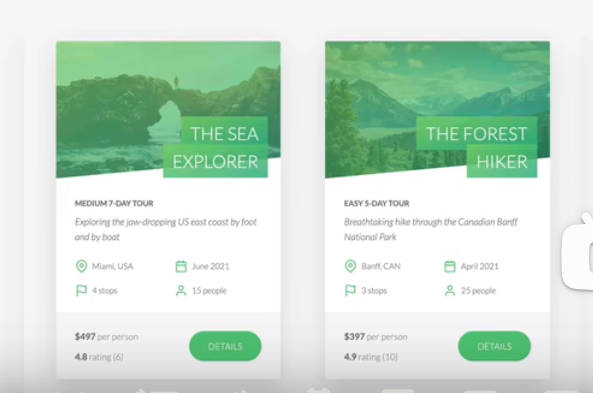 THE SEA
EXPLORER
MEDIUM 7-DAY TOUR
Exploring the jaw-dropping US east coast by foot
and by boat
Miami, USA
June 2021
4 stops
15 people
$497 per person
4.8 rating (6)
DETAILS
THE FOREST
HIKER
EASY 5-DAY TOUR
Breathtaking hike through the Canadian Banff
National Park
Banff, CAN
April 2021
3 stops
25 people
$397 per person
4.9 rating (10)
DETAILS